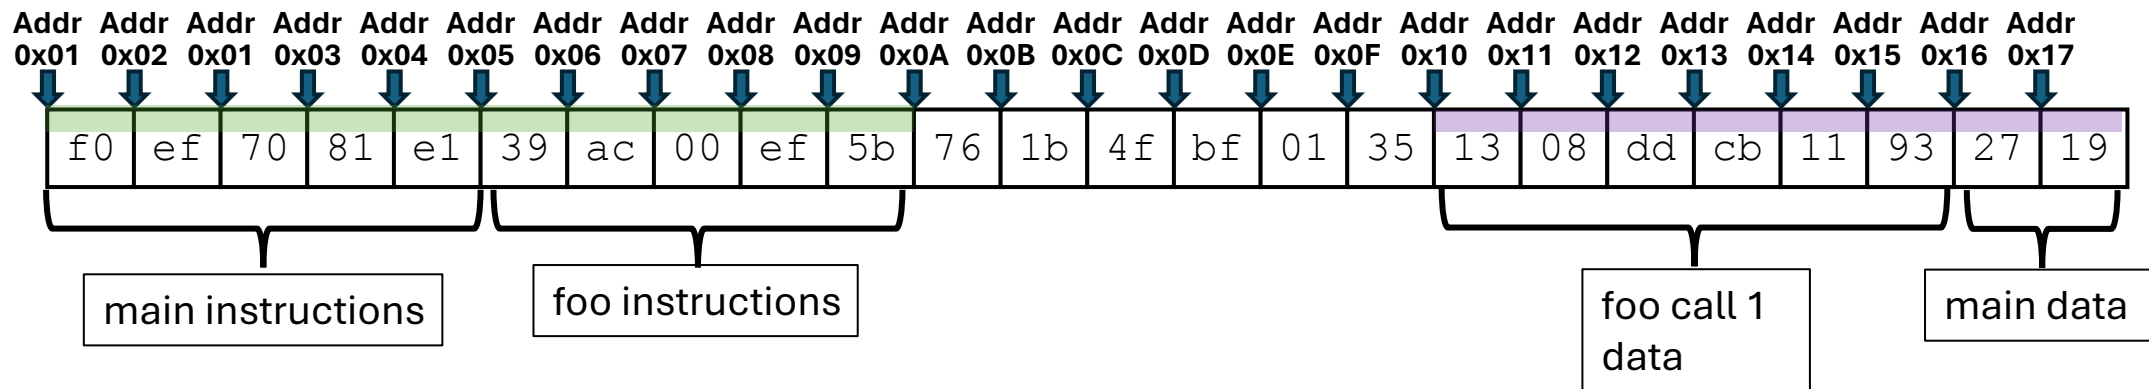 Addr Addr Addr Addr Addr Addr Addr Addr Addr Addr Addr Addr Addr Addr Addr Addr Addr Addr Addr Addr Addr Addr Addr Addr
0x01 0x02 0x01 0x03 0x04 0x05 0x06 0x07 0x08 0x09 0x0A 0x0B 0x0C 0x0D 0x0E 0x0F 0x10 0x11 0x12 0x13 0x14 0x15 0x16 0x17
f0 ef 70 81 e1 39 ac 00 ef 5b 76 1b 4f bf 01 35 13 08 dd cb 11 93 27 19
main instructions
foo instructions
foo call 1
data
main data